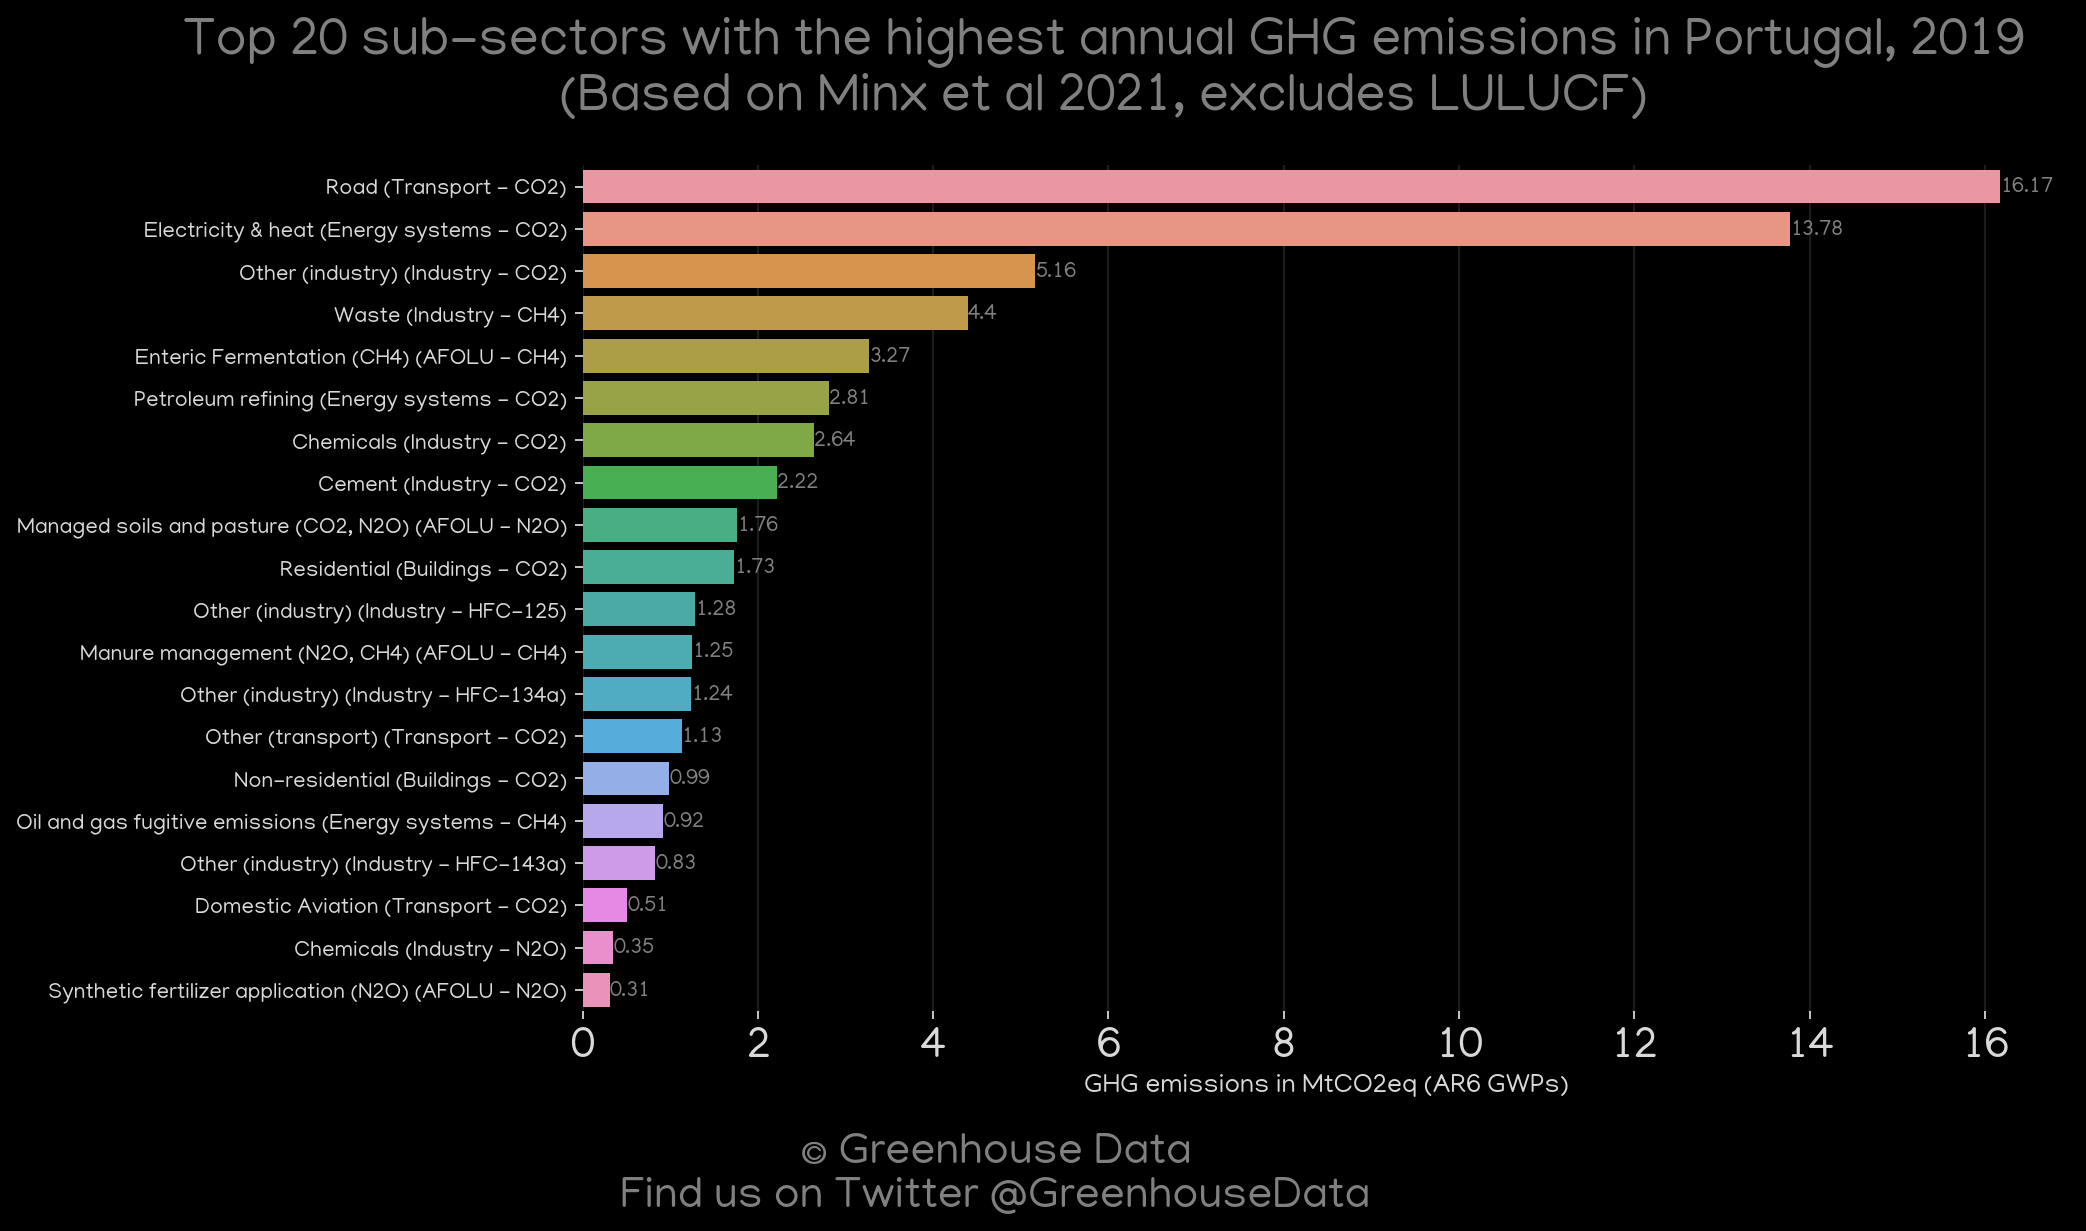 Top 20 sub-sectors with the highest annual GHG emissions in Portugal, 2019
(Based on Minx et al 2021, excludes LULUCF)
Road (Transport - CO2) 16.17
Electricity & heat (Energy systems - CO2) 13.78
Other (industry) (Industry - CO2) 5.16
Waste (Industry - CH4) 4.4
Enteric Fermentation (CH4) (AFOLU - CH4) 3.27
Petroleum refining (Energy systems - CO2) 2.81
Chemicals (Industry - CO2) 2.64
Cement (Industry - CO2) 2.22
Managed soils and pasture (CO2, N2O) (AFOLU - N2O) 1.76
Residential (Buildings - CO2) 1.73
Other (industry) (Industry - HFC-125) 1.28
Manure management (N2O, CH4) (AFOLU - CH4) 1.25
Other (industry) (Industry - HFC-134a) 1.24
Other (transport) (Transport - CO2) 1.13
Non-residential (Buildings - CO2) 0.99
Oil and gas fugitive emissions (Energy systems - CH4) 0.92
Other (industry) (Industry - HFC-143a) 0.83
Domestic Aviation (Transport - CO2) 0.51
Chemicals (Industry - N2O) 0.35
Synthetic fertilizer application (N2O) (AFOLU - N2O) 0.31
0 2 4 6 8 10 12 14 16
GHG emissions in MtCO2eq (AR6 GWPs)
© Greenhouse Data
Find us on Twitter @GreenhouseData